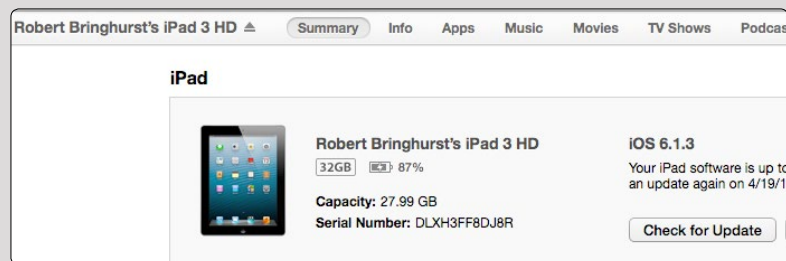 Robert Bringhurst's iPad 3 HD Summary Info Apps Music Movies TV Shows Podcas
iPad
Robert Bringhurst's iPad 3 HD
32GB 87%
Capacity: 27.99 GB
Serial Number: DLXH3FF8DJ8R
iOS 6.1.3
Your iPad software is up to
an update again on 4/19/1
Check for Update